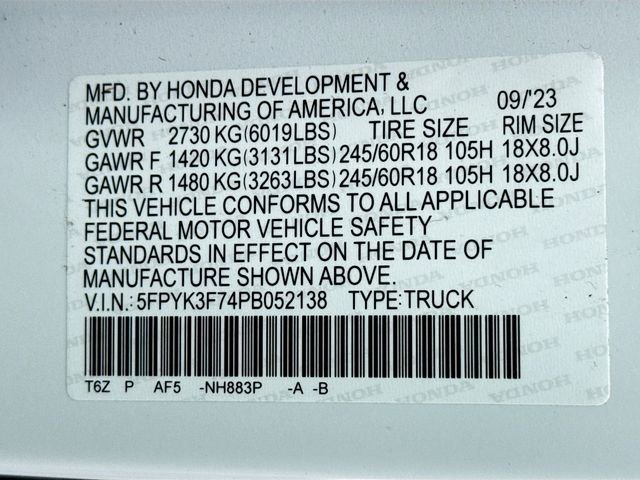 MFD. BY HONDA DEVELOPMENT &
MANUFACTURING OF AMERICA, LLC 09/'23
GVWR 2730 KG(6019LBS) TIRE SIZE RIM SIZE
GAWR F 1420 KG(3131LBS) 245/60R18 105H 18X8.0J
GAWR R 1480 KG(3263LBS) 245/60R18 105H 18X8.0J
THIS VEHICLE CONFORMS TO ALL APPLICABLE
FEDERAL MOTOR VEHICLE SAFETY
STANDARDS IN EFFECT ON THE DATE OF
MANUFACTURE SHOWN ABOVE.
V.I.N.: 5FPYK3F74PB052138 TYPE:TRUCK
T6Z P AF5 -NH883P -A -B